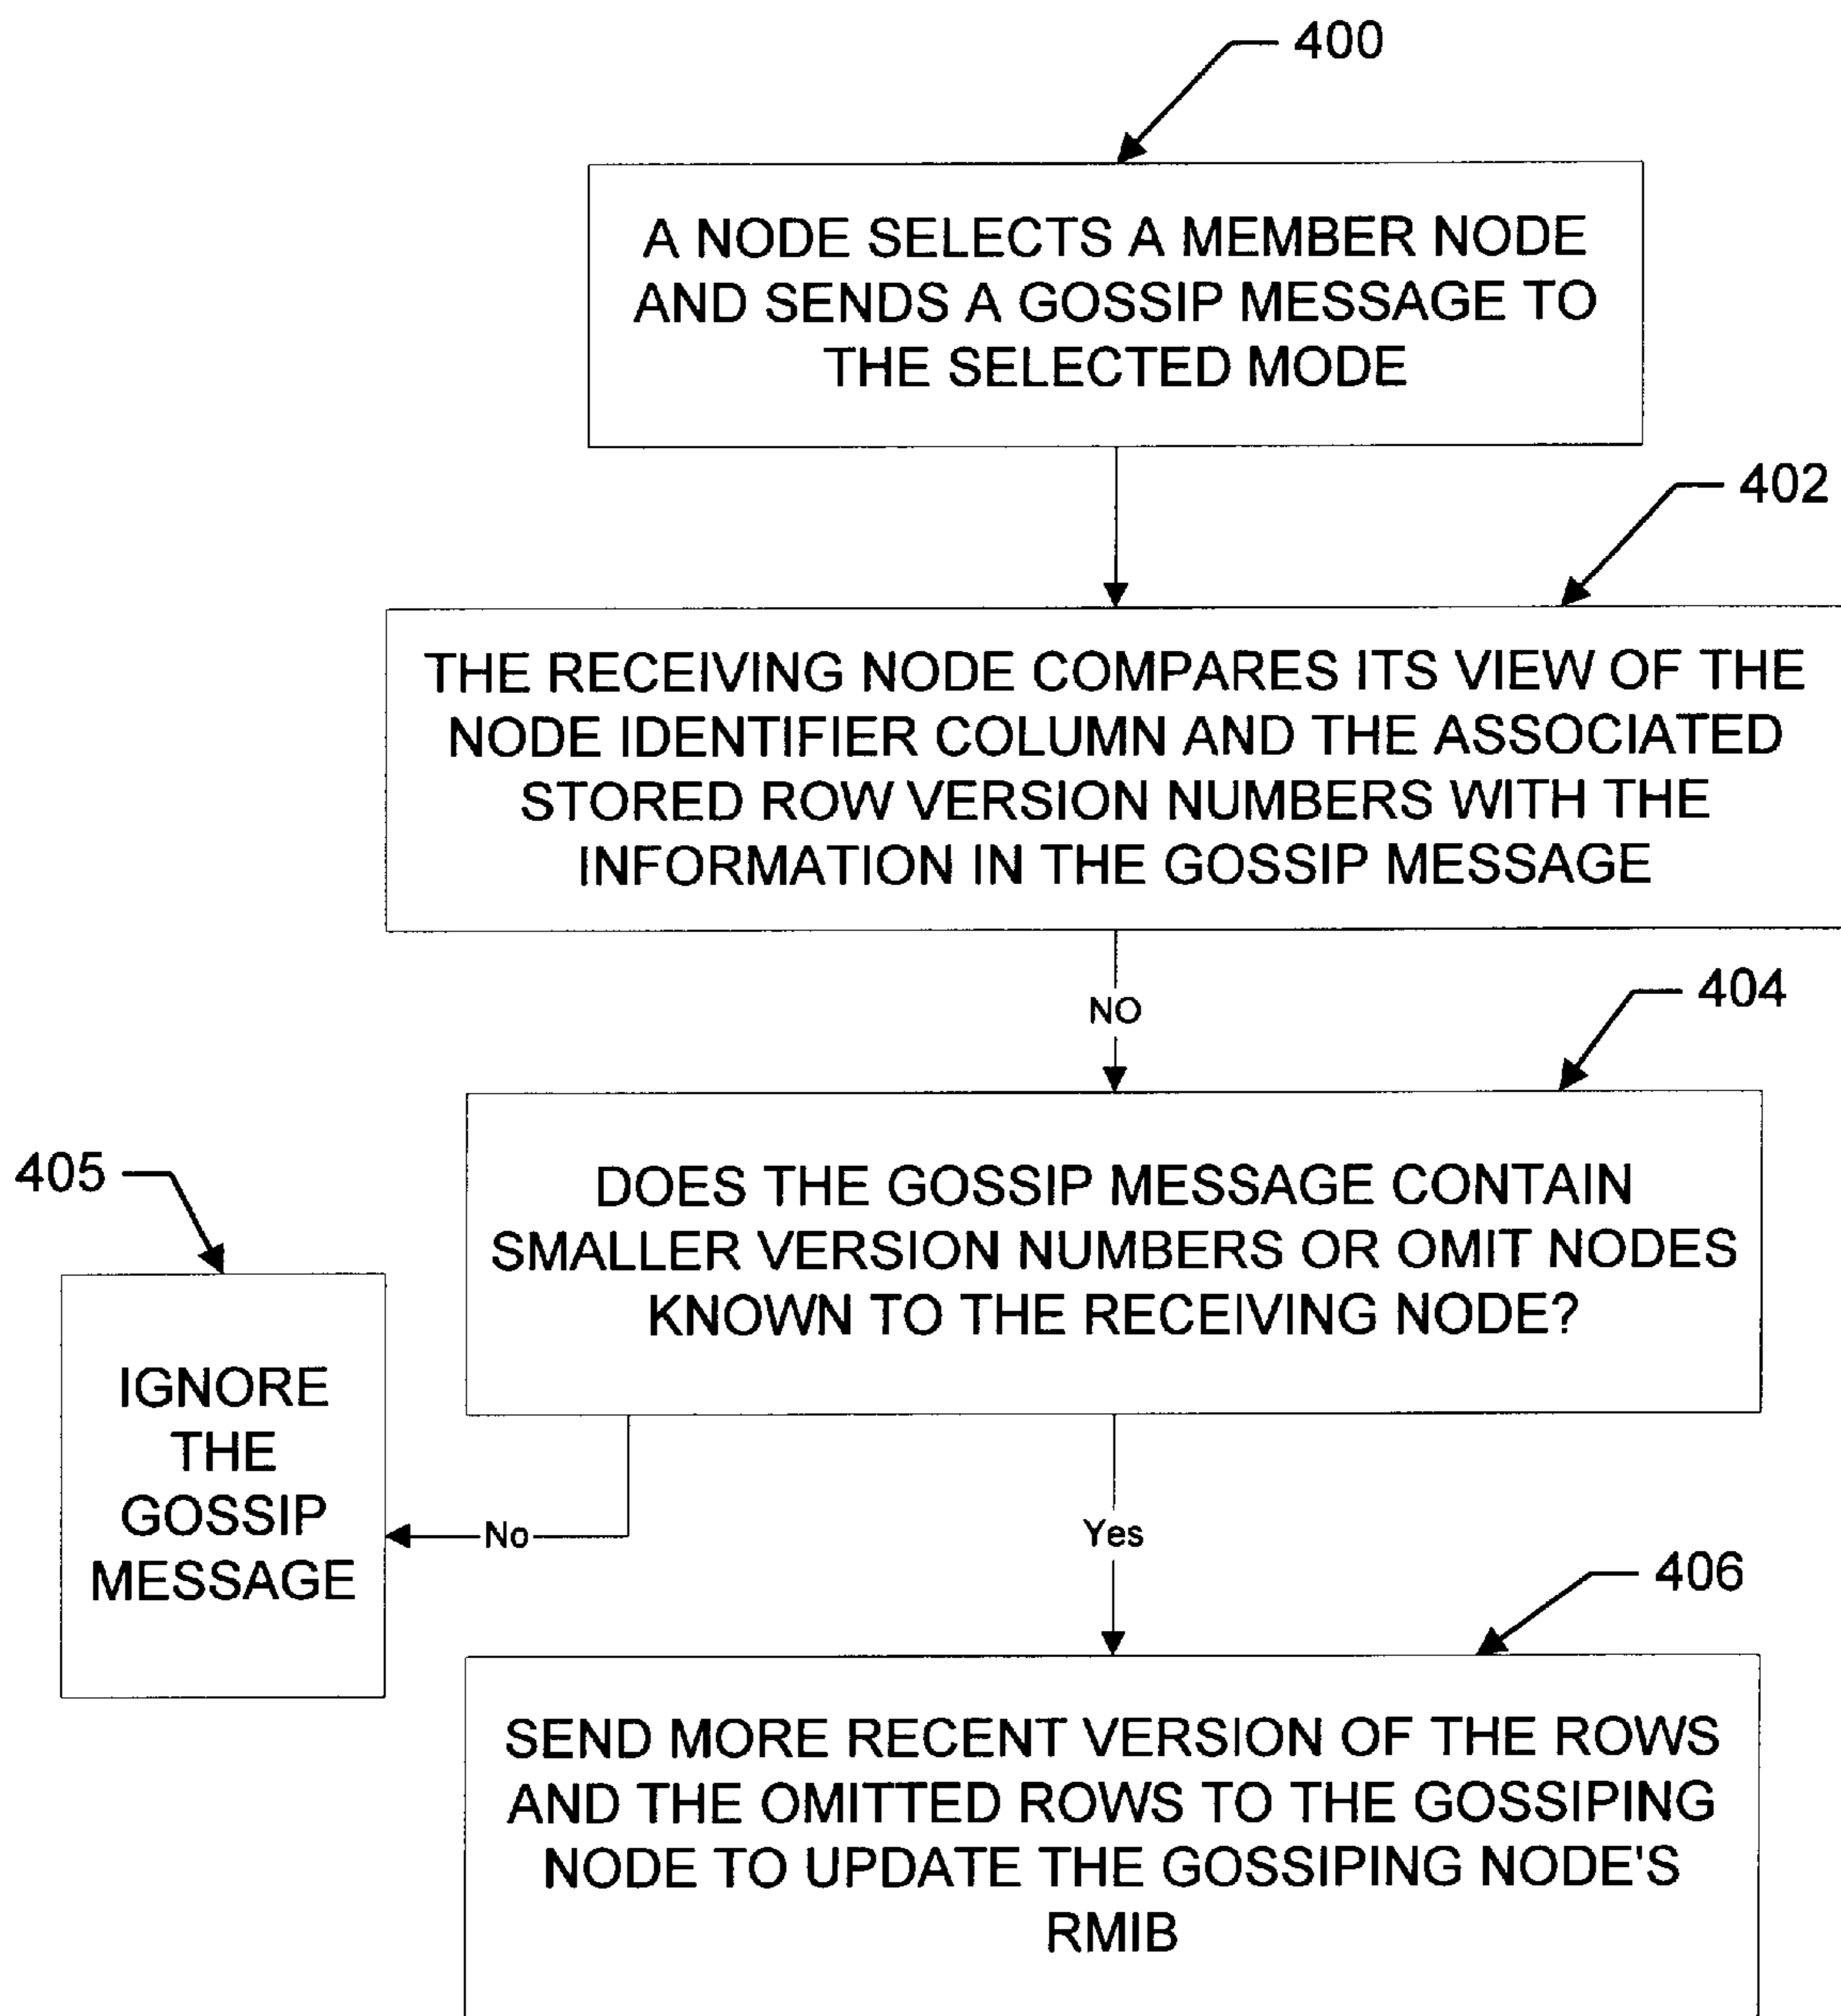 400
A NODE SELECTS A MEMBER NODE
AND SENDS A GOSSIP MESSAGE TO
THE SELECTED MODE
402
THE RECEIVING NODE COMPARES ITS VIEW OF THE
NODE IDENTIFIER COLUMN AND THE ASSOCIATED
STORED ROW VERSION NUMBERS WITH THE
INFORMATION IN THE GOSSIP MESSAGE
NO
404
DOES THE GOSSIP MESSAGE CONTAIN
SMALLER VERSION NUMBERS OR OMIT NODES
KNOWN TO THE RECEIVING NODE?
405
IGNORE
THE
GOSSIP
MESSAGE
No
Yes
406
SEND MORE RECENT VERSION OF THE ROWS
AND THE OMITTED ROWS TO THE GOSSIPING
NODE TO UPDATE THE GOSSIPING NODE'S
RMIB